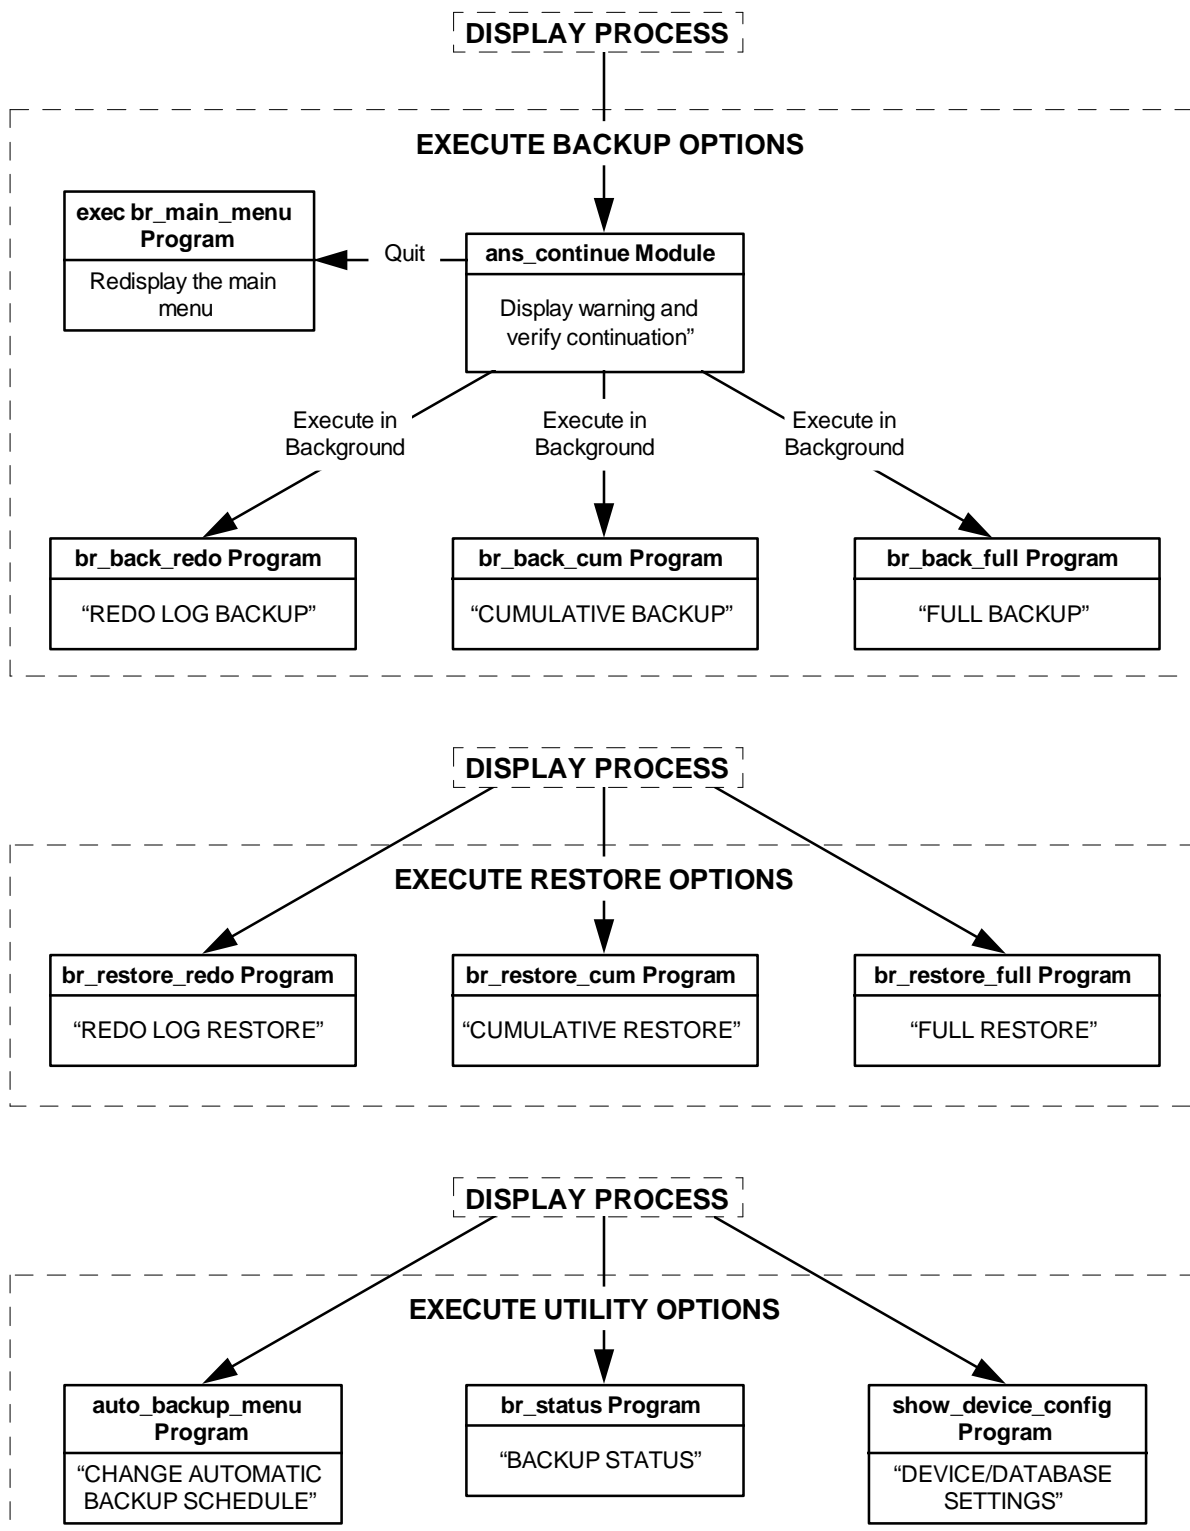 DISPLAY PROCESS
EXECUTE BACKUP OPTIONS
exec br_main_menu
Program
Redisplay the main
menu
Quit
ans_continue Module
Display warning and
verify continuation”
Execute in
Background
Execute in
Background
Execute in
Background
br_back_redo Program
“REDO LOG BACKUP”
br_back_cum Program
“CUMULATIVE BACKUP”
br_back_full Program
“FULL BACKUP”
DISPLAY PROCESS
EXECUTE RESTORE OPTIONS
br_restore_redo Program
“REDO LOG RESTORE”
br_restore_cum Program
“CUMULATIVE RESTORE”
br_restore_full Program
“FULL RESTORE”
DISPLAY PROCESS
EXECUTE UTILITY OPTIONS
auto_backup_menu
Program
“CHANGE AUTOMATIC
BACKUP SCHEDULE”
br_status Program
“BACKUP STATUS”
show_device_config
Program
“DEVICE/DATABASE
SETTINGS”